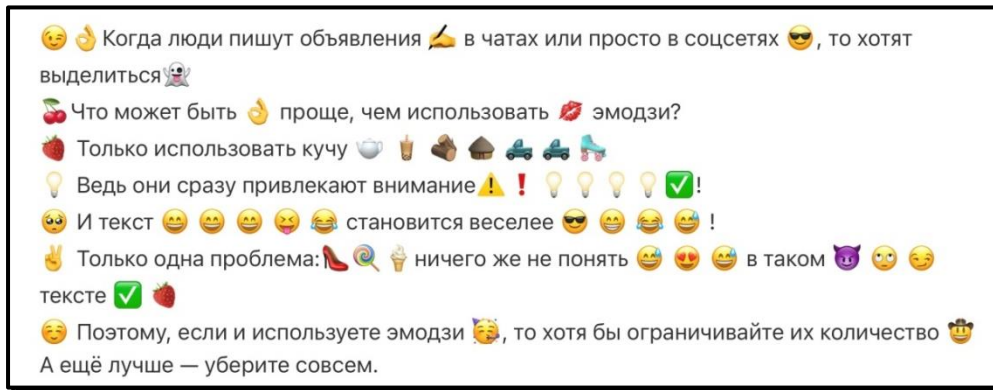 😉 👌Когда люди пишут объявления ✍️ в чатах или просто в соцсетях 😎, то хотят
выделиться👻
🍒Что может быть 👌 проще, чем использовать 💋 эмодзи?
🍓 Только использовать кучу 🫖 🧋 🪵 🛖 🛻 🛻 🛼
💡 Ведь они сразу привлекают внимание⚠️ ❗ 💡 💡 💡 💡 ✅!
🥺 И текст 😄 😄 😄 😝 😂 становится веселее 😎 😁 😂 😅 !
✌️ Только одна проблема:👠 🍭 🍦 ничего же не понять 😅 😍 😅 в таком 😈 🙄 😏
тексте ✅ 🍓
☺️ Поэтому, если и используете эмодзи 🥳, то хотя бы ограничивайте их количество 🤠
А ещё лучше — уберите совсем.